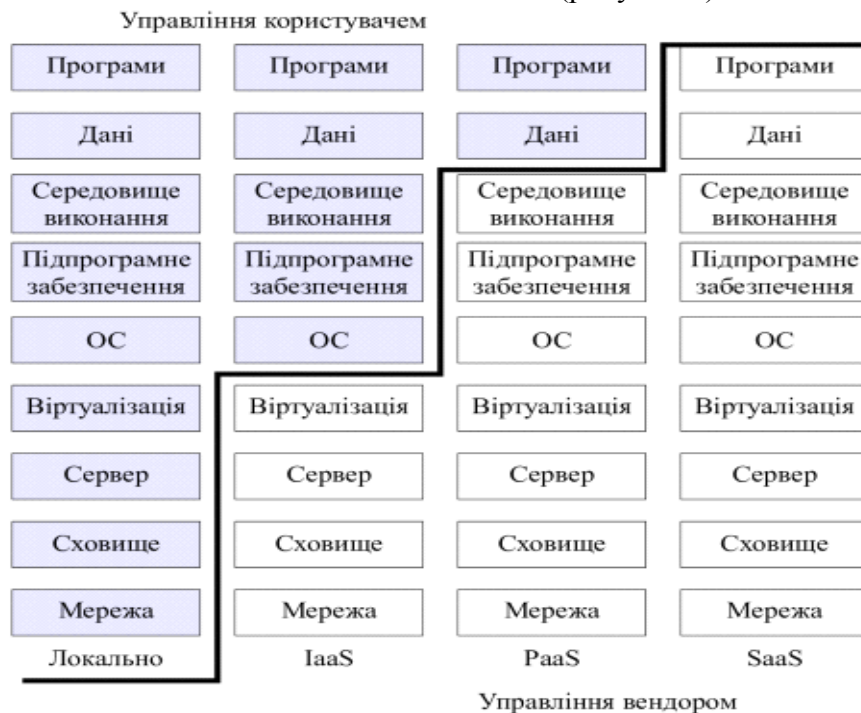 Управління користувачем
Програми Програми Програми Програми
Дані Дані Дані Дані
Середовище Середовище Середовище Середовище
виконання виконання виконання виконання
Підпрограмне Підпрограмне Підпрограмне Підпрограмне
забезпечення забезпечення забезпечення забезпечення
ОС ОС ОС ОС
Віртуалізація Віртуалізація Віртуалізація Віртуалізація
Сервер Сервер Сервер Сервер
Сховище Сховище Сховище Сховище
Мережа Мережа Мережа Мережа
Локально IaaS PaaS SaaS
Управління вендором